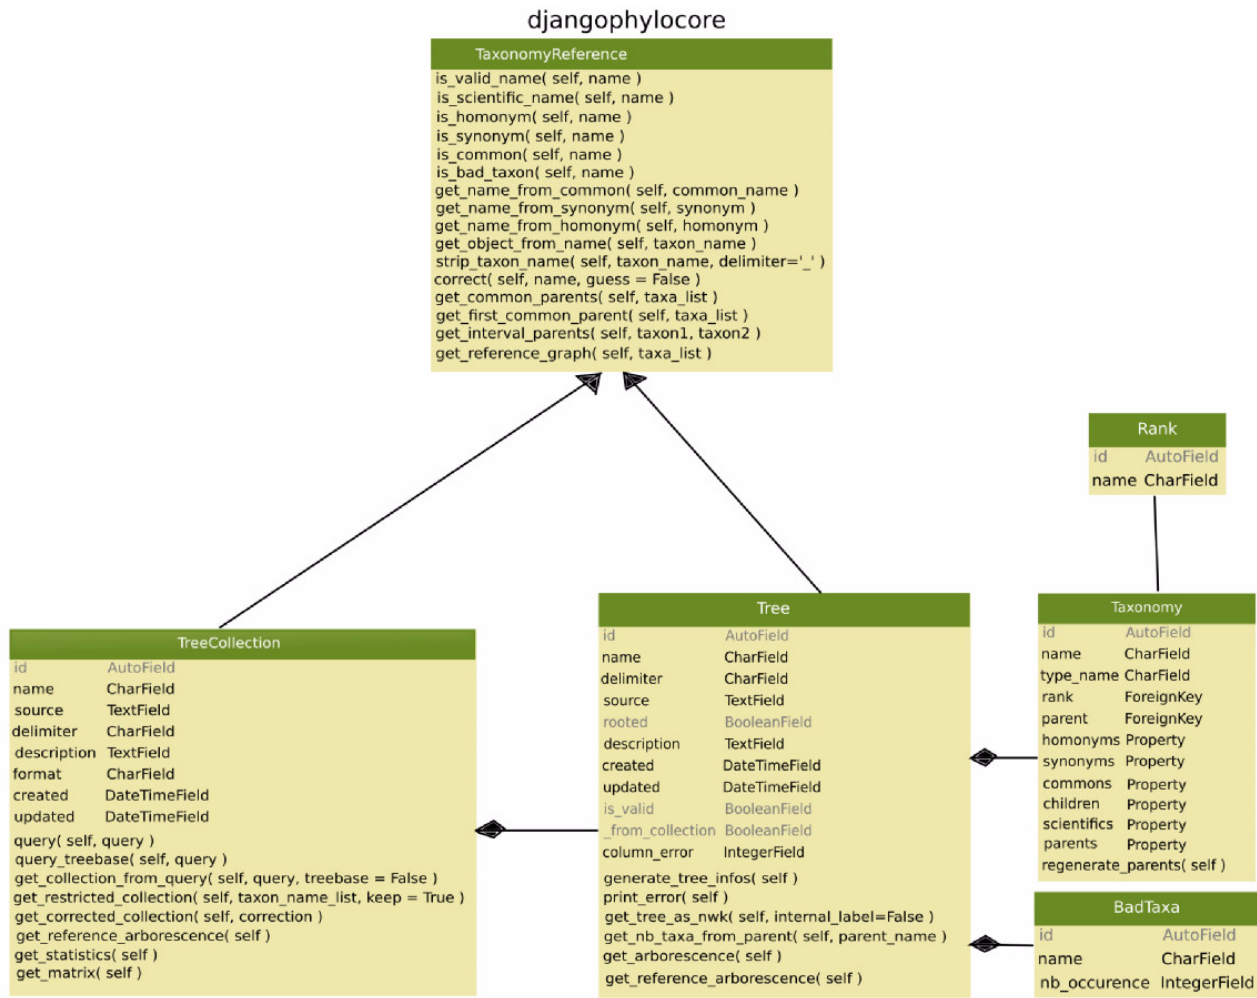 djangophylocore
TaxonomyReference
is_valid_name( self, name )
is_scientific_name( self, name )
is_homonym( self, name )
is_synonym( self, name )
is_common( self, name )
is_bad_taxon( self, name )
get_name_from_common( self, common_name )
get_name_from_synonym( self, synonym )
get_name_from_homonym( self, homonym )
get_object_from_name( self, taxon_name )
strip_taxon_name( self, taxon_name, delimiter='_' )
correct( self, name, guess = False )
get_common_parents( self, taxa_list )
get_first_common_parent( self, taxa_list )
get_interval_parents( self, taxon1, taxon2 )
get_reference_graph( self, taxa_list )
Rank
id AutoField
name CharField
TreeCollection
id AutoField
name CharField
source TextField
delimiter CharField
description TextField
format CharField
created DateTimeField
updated DateTimeField
query( self, query )
query_treebase( self, query )
get_collection_from_query( self, query, treebase = False )
get_restricted_collection( self, taxon_name_list, keep = True )
get_corrected_collection( self, correction )
get_reference_arborescence( self )
get_statistics( self )
get_matrix( self )
Tree
id AutoField
name CharField
delimiter CharField
source TextField
rooted BooleanField
description TextField
created DateTimeField
updated DateTimeField
is_valid BooleanField
_from_collection BooleanField
column_error IntegerField
generate_tree_infos( self )
print_error( self )
get_tree_as_nwk( self, internal_label=False )
get_nb_taxa_from_parent( self, parent_name )
get_arborescence( self )
get_reference_arborescence( self )
Taxonomy
id AutoField
name CharField
type_name CharField
rank ForeignKey
parent ForeignKey
homonyms Property
synonyms Property
commons Property
children Property
scientifics Property
parents Property
regenerate_parents( self )
BadTaxa
id AutoField
name CharField
nb_occurence IntegerField